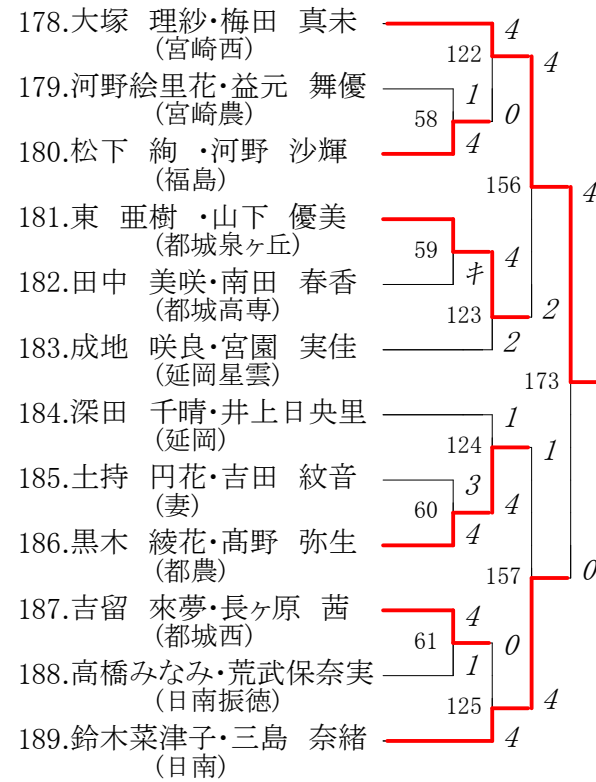 178.大塚 理紗・梅田 真未
(宮崎西)
179.河野絵里花・益元 舞優
(宮崎農)
180.松下 絢 ・河野 沙輝
(福島)
181.東 亜樹 ・山下 優美
(都城泉ヶ丘)
182.田中 美咲・南田 春香
(都城高専)
183.成地 咲良・宮園 実佳
(延岡星雲)
184.深田 千晴・井上日央里
(延岡)
185.土持 円花・吉田 紋音
(妻)
186.黒木 綾花・髙野 弥生
(都農)
187.吉留 來夢・長ヶ原 茜
(都城西)
188.高橋みなみ・荒武保奈実
(日南振徳)
189.鈴木菜津子・三島 奈緒
(日南)
58
1
4
59
キ
60
3
4
61
4
1
122
4
0
123
4
2
124
1
4
125
0
4
156
4
2
157
1
4
173
4
0